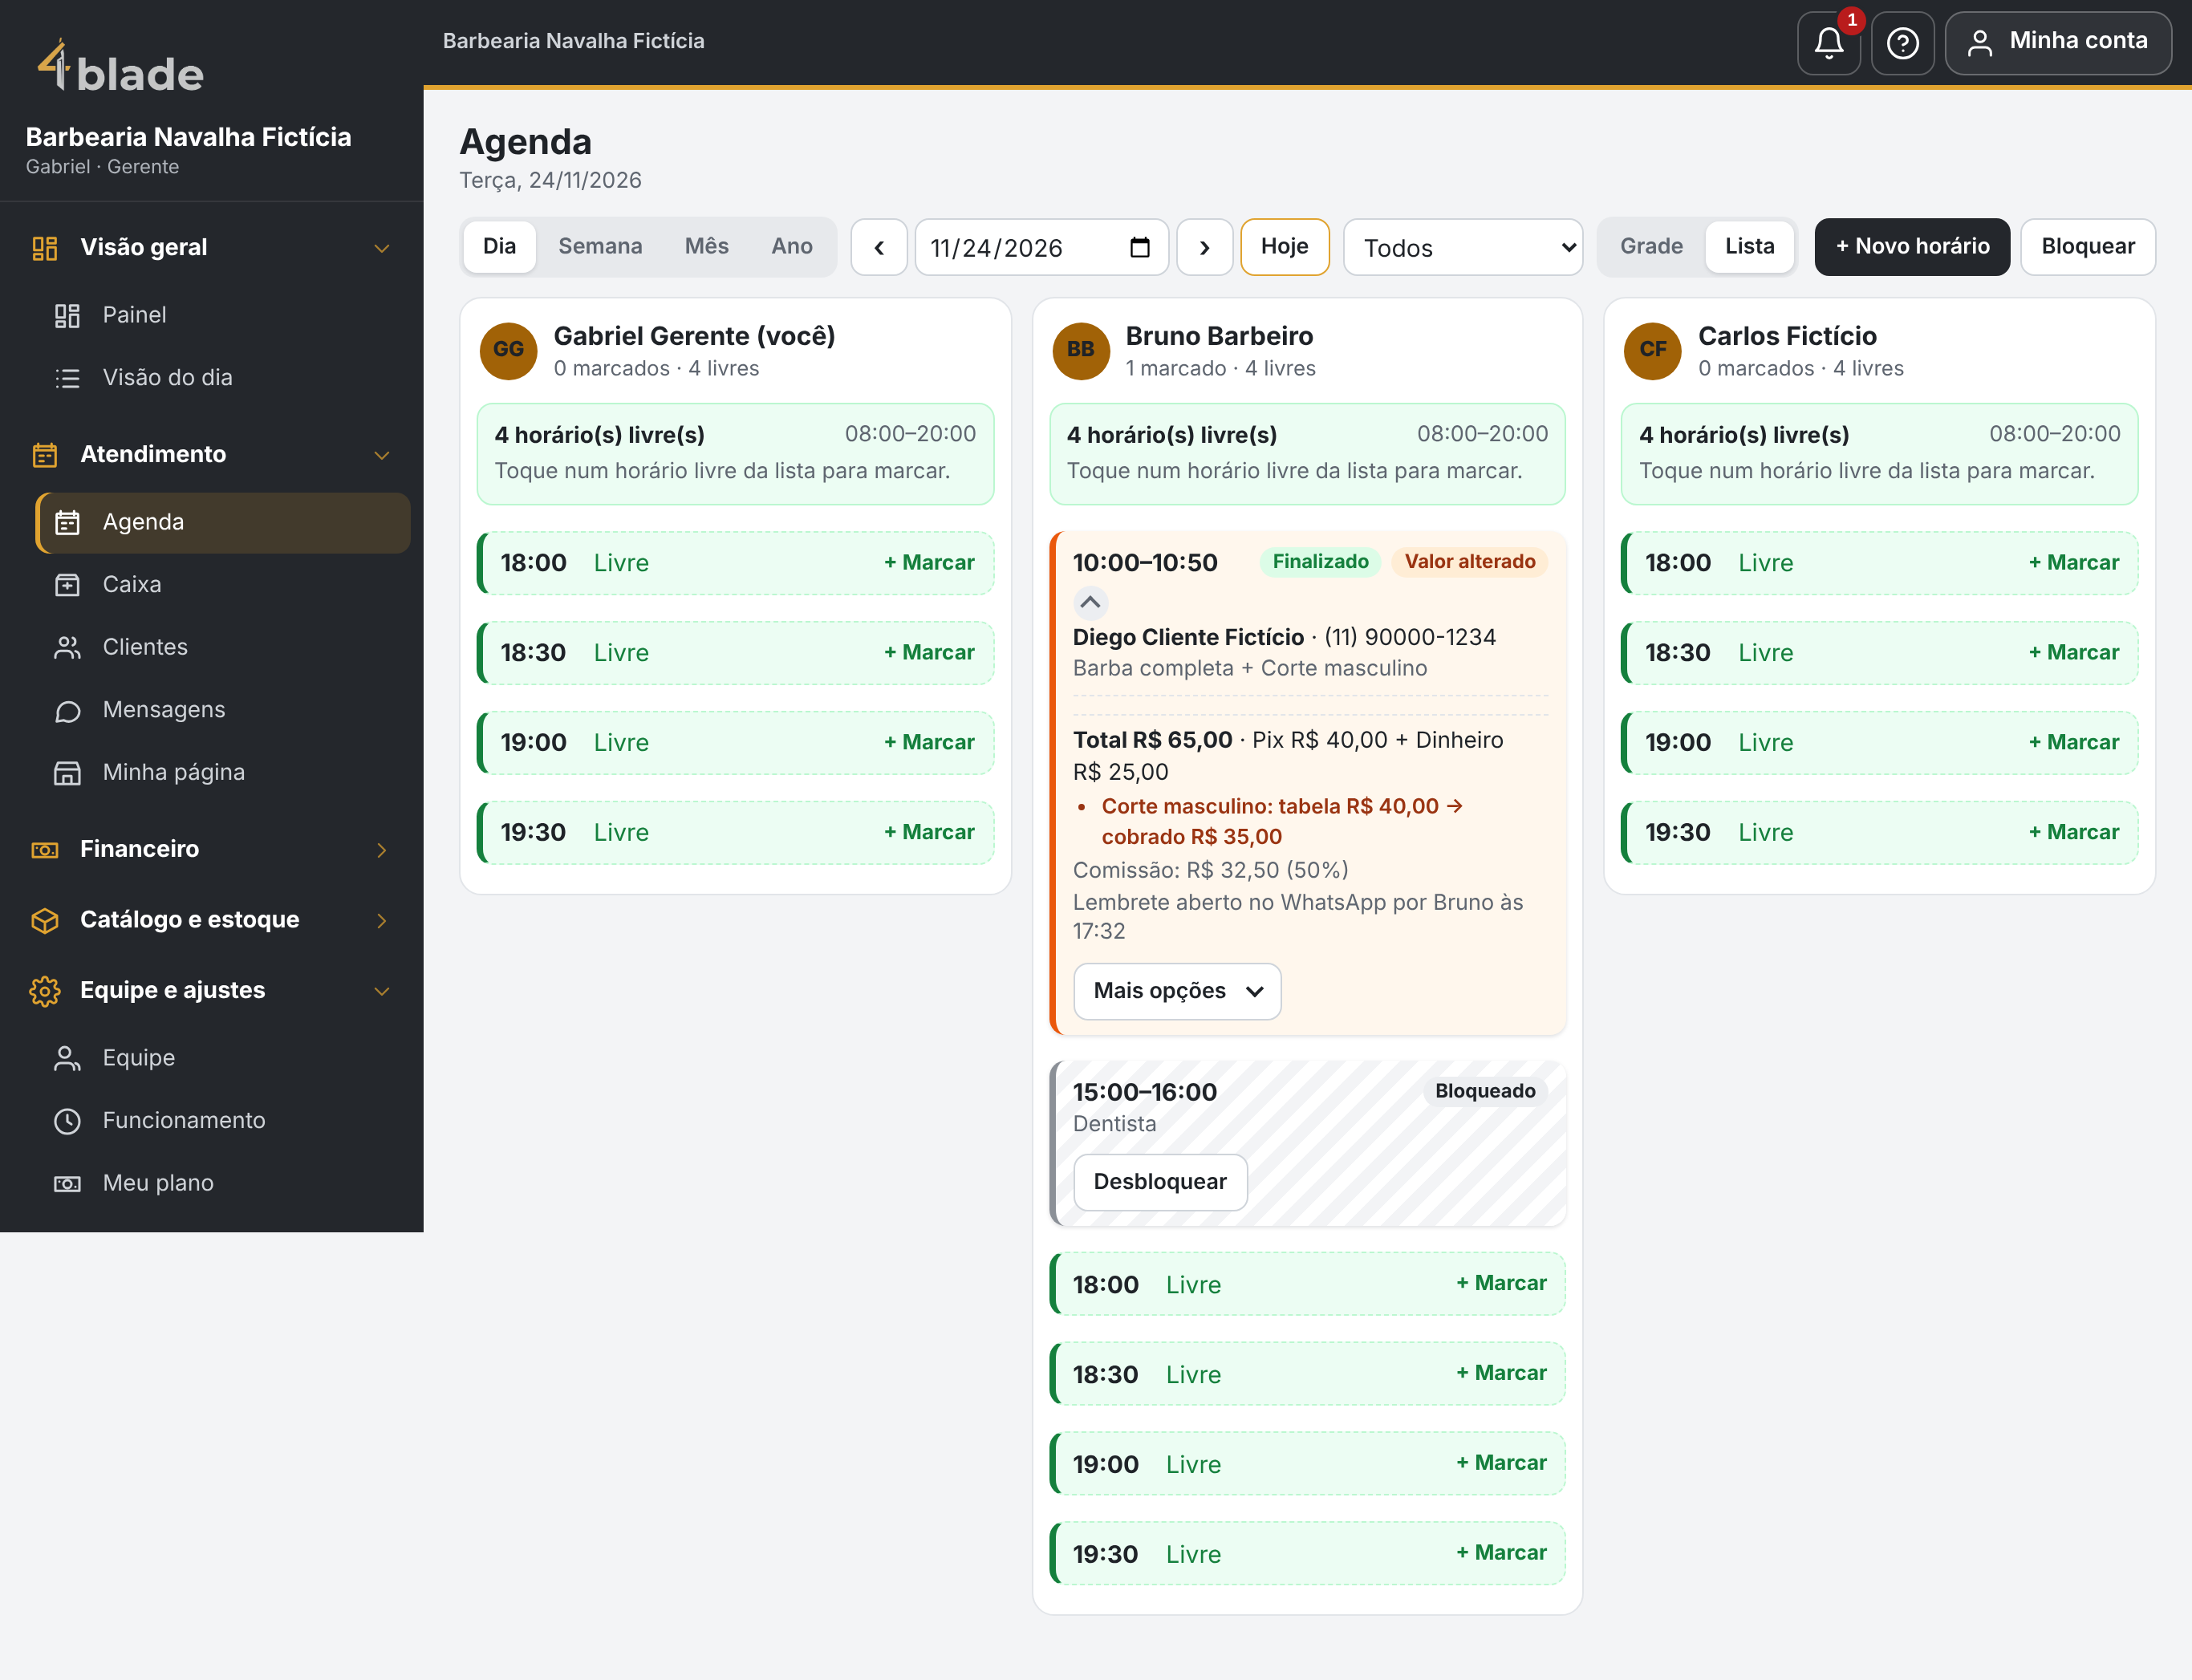 4blade
Barbearia Navalha Fictícia
Gabriel · Gerente
Visão geral
Painel
Visão do dia
Atendimento
Agenda
Caixa
Clientes
Mensagens
Minha página
Financeiro
Catálogo e estoque
Equipe e ajustes
Equipe
Funcionamento
Meu plano
Barbearia Navalha Fictícia
1
Minha conta
Agenda
Terça, 24/11/2026
Dia Semana Mês Ano
‹ 11/24/2026 › Hoje Todos
Grade Lista
+ Novo horário Bloquear
GG
Gabriel Gerente (você)
0 marcados · 4 livres
4 horário(s) livre(s) 08:00–20:00
Toque num horário livre da lista para marcar.
18:00 Livre + Marcar
18:30 Livre + Marcar
19:00 Livre + Marcar
19:30 Livre + Marcar
BB
Bruno Barbeiro
1 marcado · 4 livres
4 horário(s) livre(s) 08:00–20:00
Toque num horário livre da lista para marcar.
10:00–10:50 Finalizado Valor alterado
Diego Cliente Fictício · (11) 90000-1234
Barba completa + Corte masculino
Total R$ 65,00 · Pix R$ 40,00 + Dinheiro
R$ 25,00
• Corte masculino: tabela R$ 40,00 →
cobrado R$ 35,00
Comissão: R$ 32,50 (50%)
Lembrete aberto no WhatsApp por Bruno às
17:32
Mais opções
15:00–16:00 Bloqueado
Dentista
Desbloquear
18:00 Livre + Marcar
18:30 Livre + Marcar
19:00 Livre + Marcar
19:30 Livre + Marcar
CF
Carlos Fictício
0 marcados · 4 livres
4 horário(s) livre(s) 08:00–20:00
Toque num horário livre da lista para marcar.
18:00 Livre + Marcar
18:30 Livre + Marcar
19:00 Livre + Marcar
19:30 Livre + Marcar